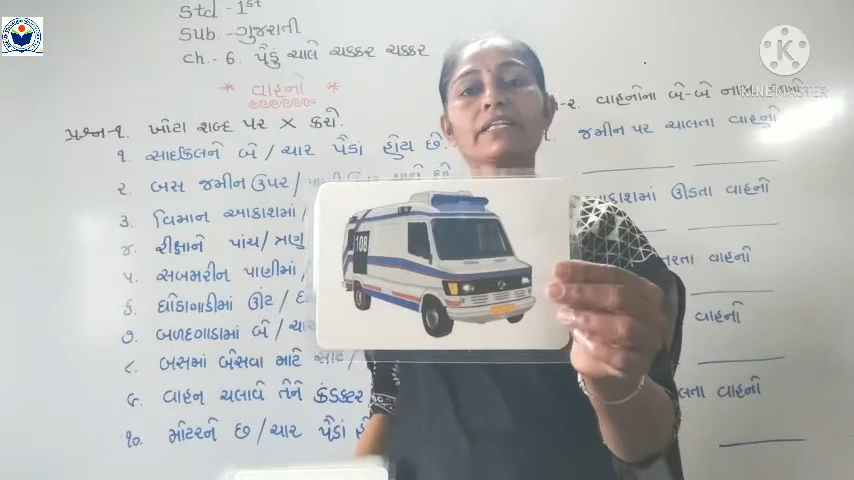 Std - 1st
Sub. - ગુજરાતી
Ch. - 6. પૈડું ચાલે ચક્કર ચક્કર
* વાહનો *
પ્રશ્ન-૧. ખોટા શબ્દ પર × કરો.
૧. સાઇકલને બે / ચાર પૈડાં હોય છે.
૨. બસ જમીન ઉપર /
૩. વિમાન આકાશમાં /
૪. રીક્ષાને પાંચ / ત્રણ
૫. સબમરીન પાણીમાં /
૬. ઘોડાગાડીમાં ઊંટ /
૭. બળદગાડામાં બે / ચાર
૮. બસમાં બેસવા માટે સીટ /
૯. વાહન ચલાવે તેને કંડક્ટર
૧૦. મોટરને છ / ચાર પૈડાં
-૨. વાહનોના બે-બે નામ
જમીન પર ચાલતા વાહનો
આકાશમાં ઊડતા વાહનો
તરતા વાહનો
વાહનો
ચાલતા વાહનો
108
KINEMASTER